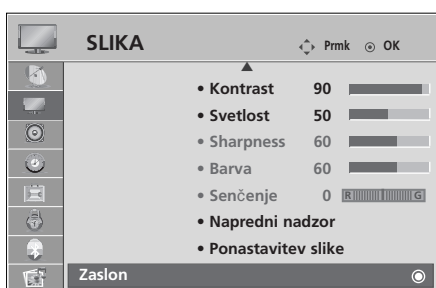 SLIKA Prmk OK
• Kontrast 90
• Svetlost 50
• Sharpness 60
• Barva 60
• Senčenje 0 R G
• Napredni nadzor
• Ponastavitev slike
Zaslon